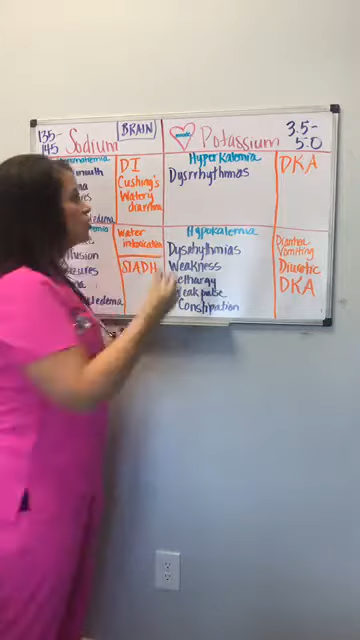 135-
145
Sodium
BRAIN
Potassium
3.5-
5.0
DI
Cushing's
Watery
diarrhea
Hyperkalemia
Dysrhythmias
DKA
water
intoxication
SIADH
Hypokalemia
Dysrhythmias
Weakness
Lethargy
Weak pulse
Constipation
Diarrhea
Vomiting
Diuretic
DKA